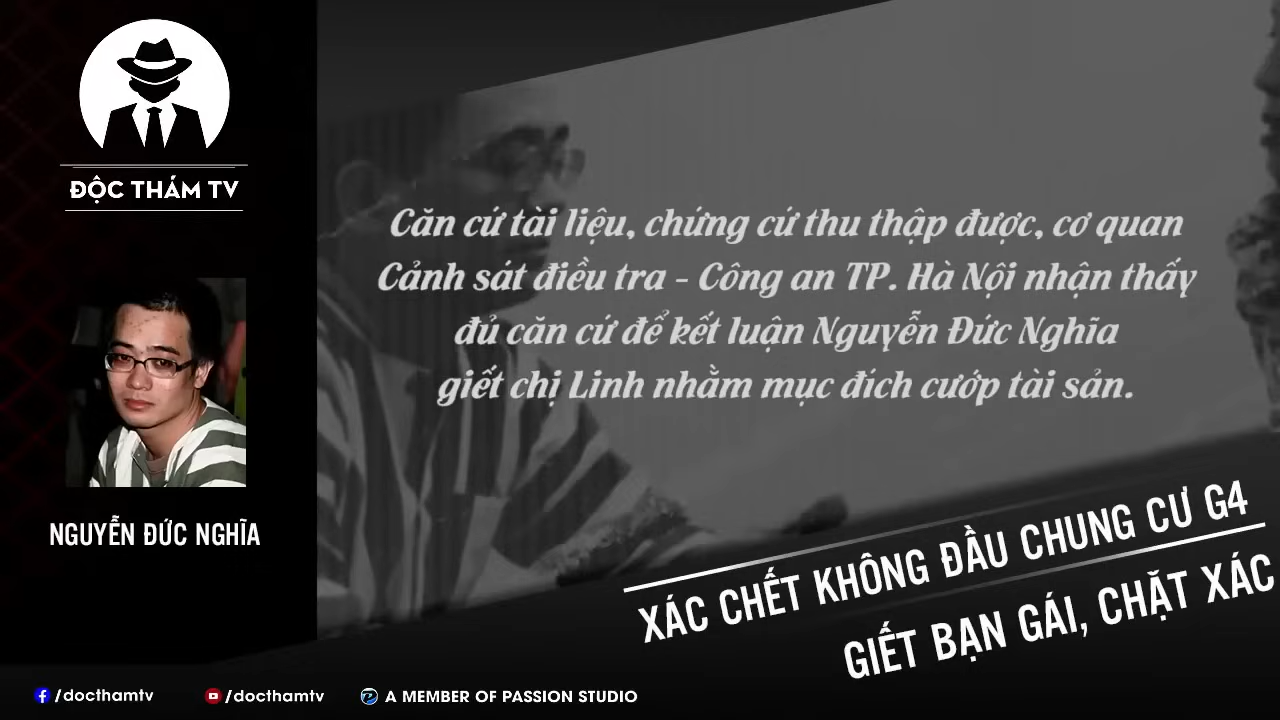 ĐỘC THÁM TV
NGUYỄN ĐỨC NGHĨA
Căn cứ tài liệu, chứng cứ thu thập được, cơ quan
Cảnh sát điều tra - Công an TP. Hà Nội nhận thấy
đủ căn cứ để kết luận Nguyễn Đức Nghĩa
giết chị Linh nhằm mục đích cướp tài sản.
XÁC CHẾT KHÔNG ĐẦU CHUNG CƯ G4
GIẾT BẠN GÁI, CHẶT XÁC
/docthamtv
/docthamtv
A MEMBER OF PASSION STUDIO